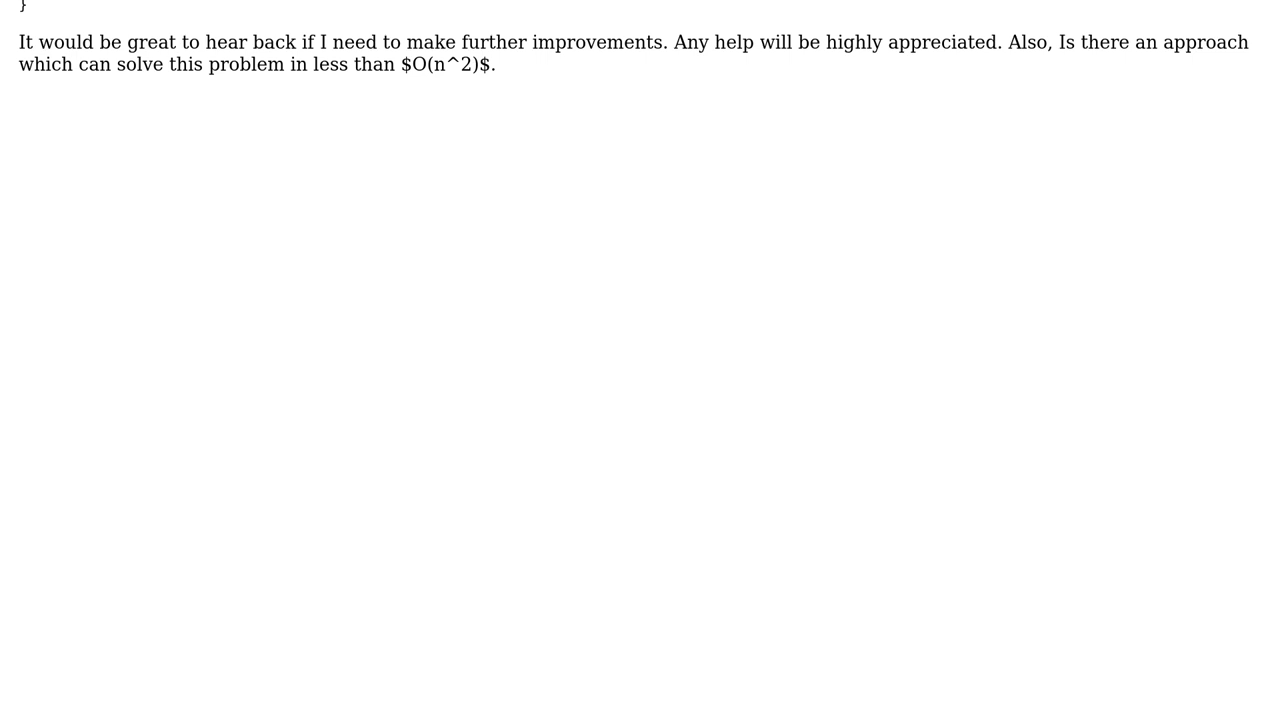 }
It would be great to hear back if I need to make further improvements. Any help will be highly appreciated. Also, Is there an approach
which can solve this problem in less than $O(n^2)$.